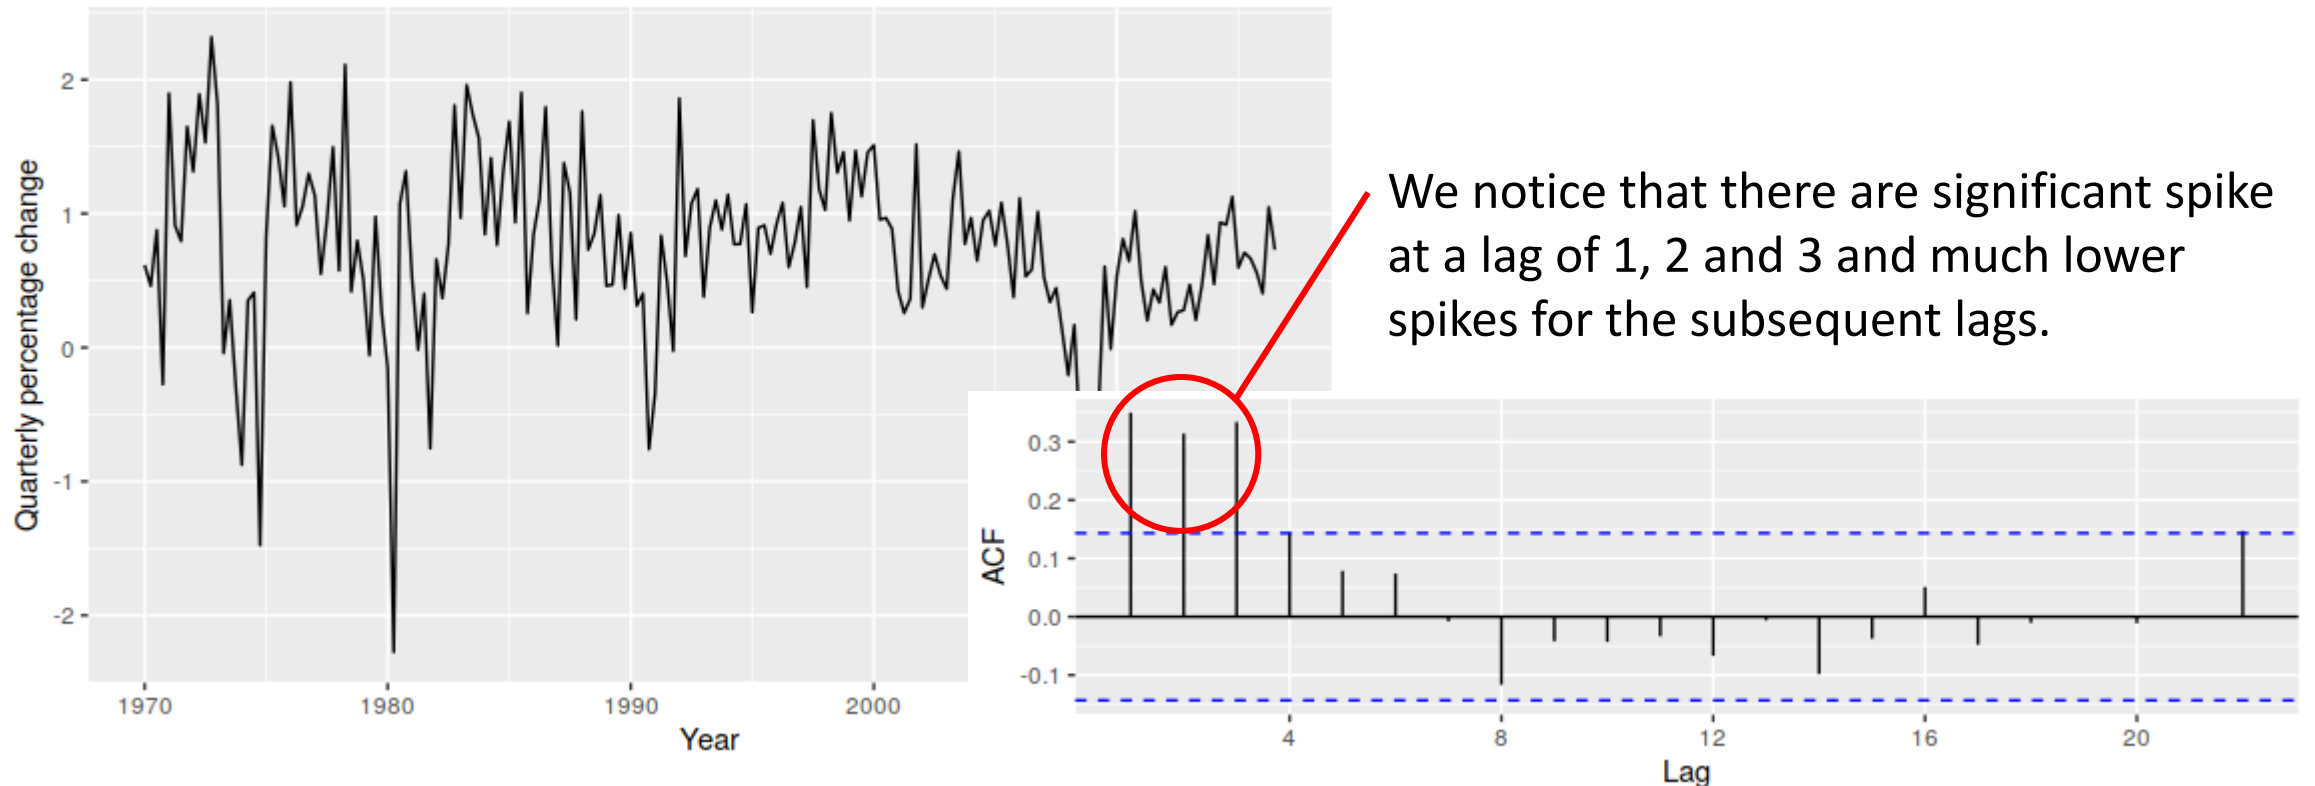 Quarterly percentage change
2
1
0
-1
-2
1970
1980
1990
2000
Year
We notice that there are significant spike
at a lag of 1, 2 and 3 and much lower
spikes for the subsequent lags.
ACF
0.3
0.2
0.1
0.0
-0.1
4
8
12
16
20
Lag